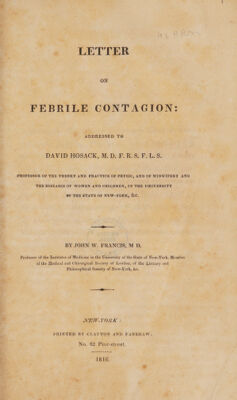 LETTER
ON
FEBRILE CONTAGION:
ADDRESSED TO
DAVID HOSACK, M. D. F. R. S. F. L. S.
PROFESSOR OF THE THEORY AND PRACTICE OF PHYSIC, AND OF MIDWIFERY AND
THE DISEASES OF WOMEN AND CHILDREN, IN THE UNIVERSITY
OF THE STATE OF NEW-YORK, &c.
BY JOHN W. FRANCIS, M D.
Professor of the Institutes of Medicine in the University of the State of New-York, Member
of the Medical and Chirurgical Society of London, of the Literary and
Philosophical Society of New-York, &c.
NEW-YORK:
PRINTED BY CLAYTON AND FANSHAW,
No. 62 Pine-street.
1816